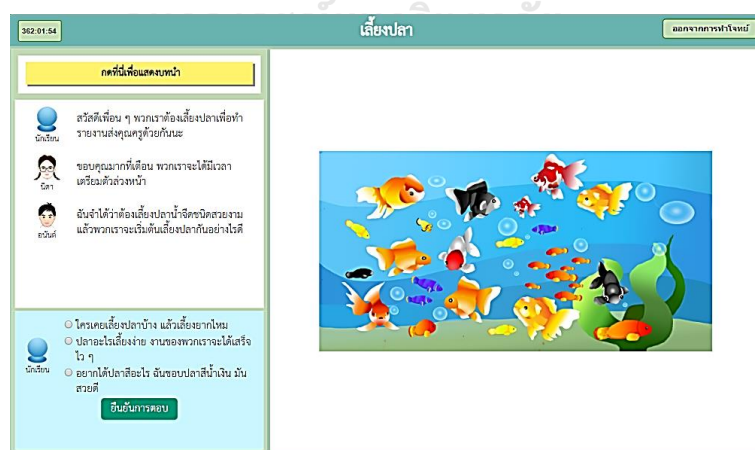 362:01:54
เลี้ยงปลา
ออกจากการทำโจทย์
กดที่นี่เพื่อแสดงบทนำ
นักเรียน
สวัสดีเพื่อน ๆ พวกเราต้องเลี้ยงปลาเพื่อทำ
รายงานส่งคุณครูด้วยกันนะ
นิดา
ขอบคุณมากที่เตือน พวกเราจะได้มีเวลา
เตรียมตัวล่วงหน้า
อนันต์
ฉันจำได้ว่าต้องเลี้ยงปลาน้ำจืดชนิดสวยงาม
แล้วพวกเราจะเริ่มต้นเลี้ยงปลากันอย่างไรดี
นักเรียน
ใครเคยเลี้ยงปลาบ้าง แล้วเลี้ยงยากไหม
ปลาอะไรเลี้ยงง่าย งานของพวกเราจะได้เสร็จ
ไว ๆ
อยากได้ปลาสีอะไร ฉันชอบปลาสีน้ำเงิน มัน
สวยดี
ยืนยันการตอบ